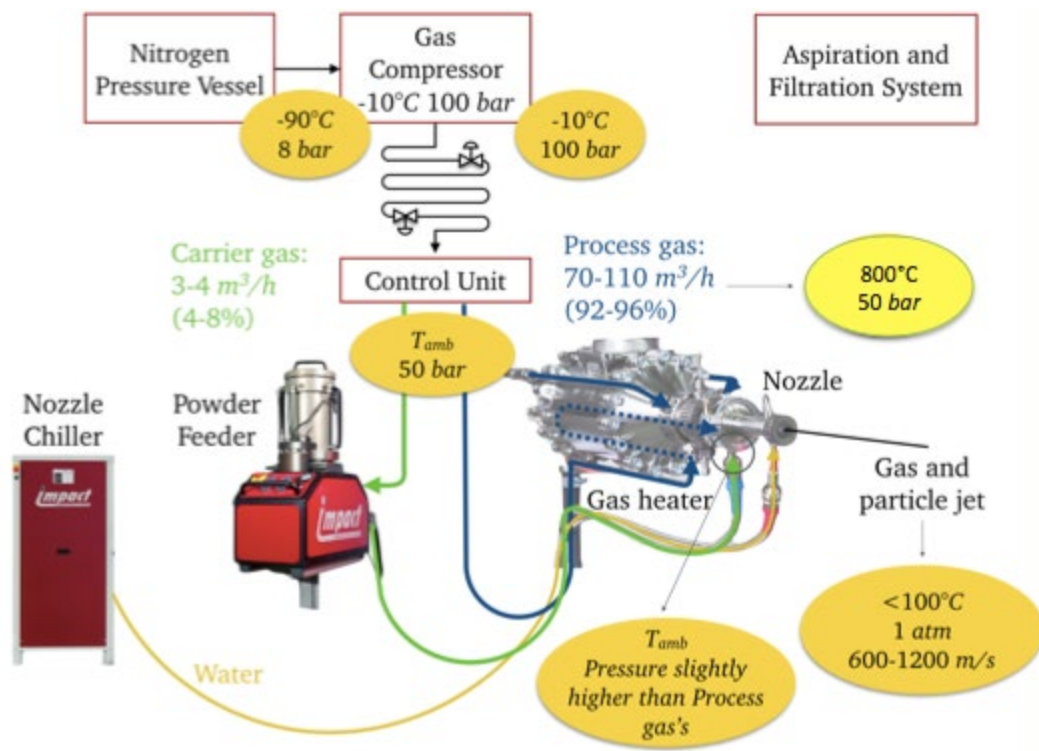 Nitrogen
Pressure Vessel
Gas
Compressor
-10°C 100 bar
Aspiration and
Filtration System
-90°C
8 bar
-10°C
100 bar
Carrier gas:
3-4 m³/h
(4-8%)
Control Unit
Process gas:
70-110 m³/h
(92-96%)
800°C
50 bar
T_amb
50 bar
Nozzle
Nozzle
Chiller
Powder
Feeder
impact
impact
Gas heater
Gas and
particle jet
Water
T_amb
Pressure slightly
higher than Process
gas's
<100°C
1 atm
600-1200 m/s